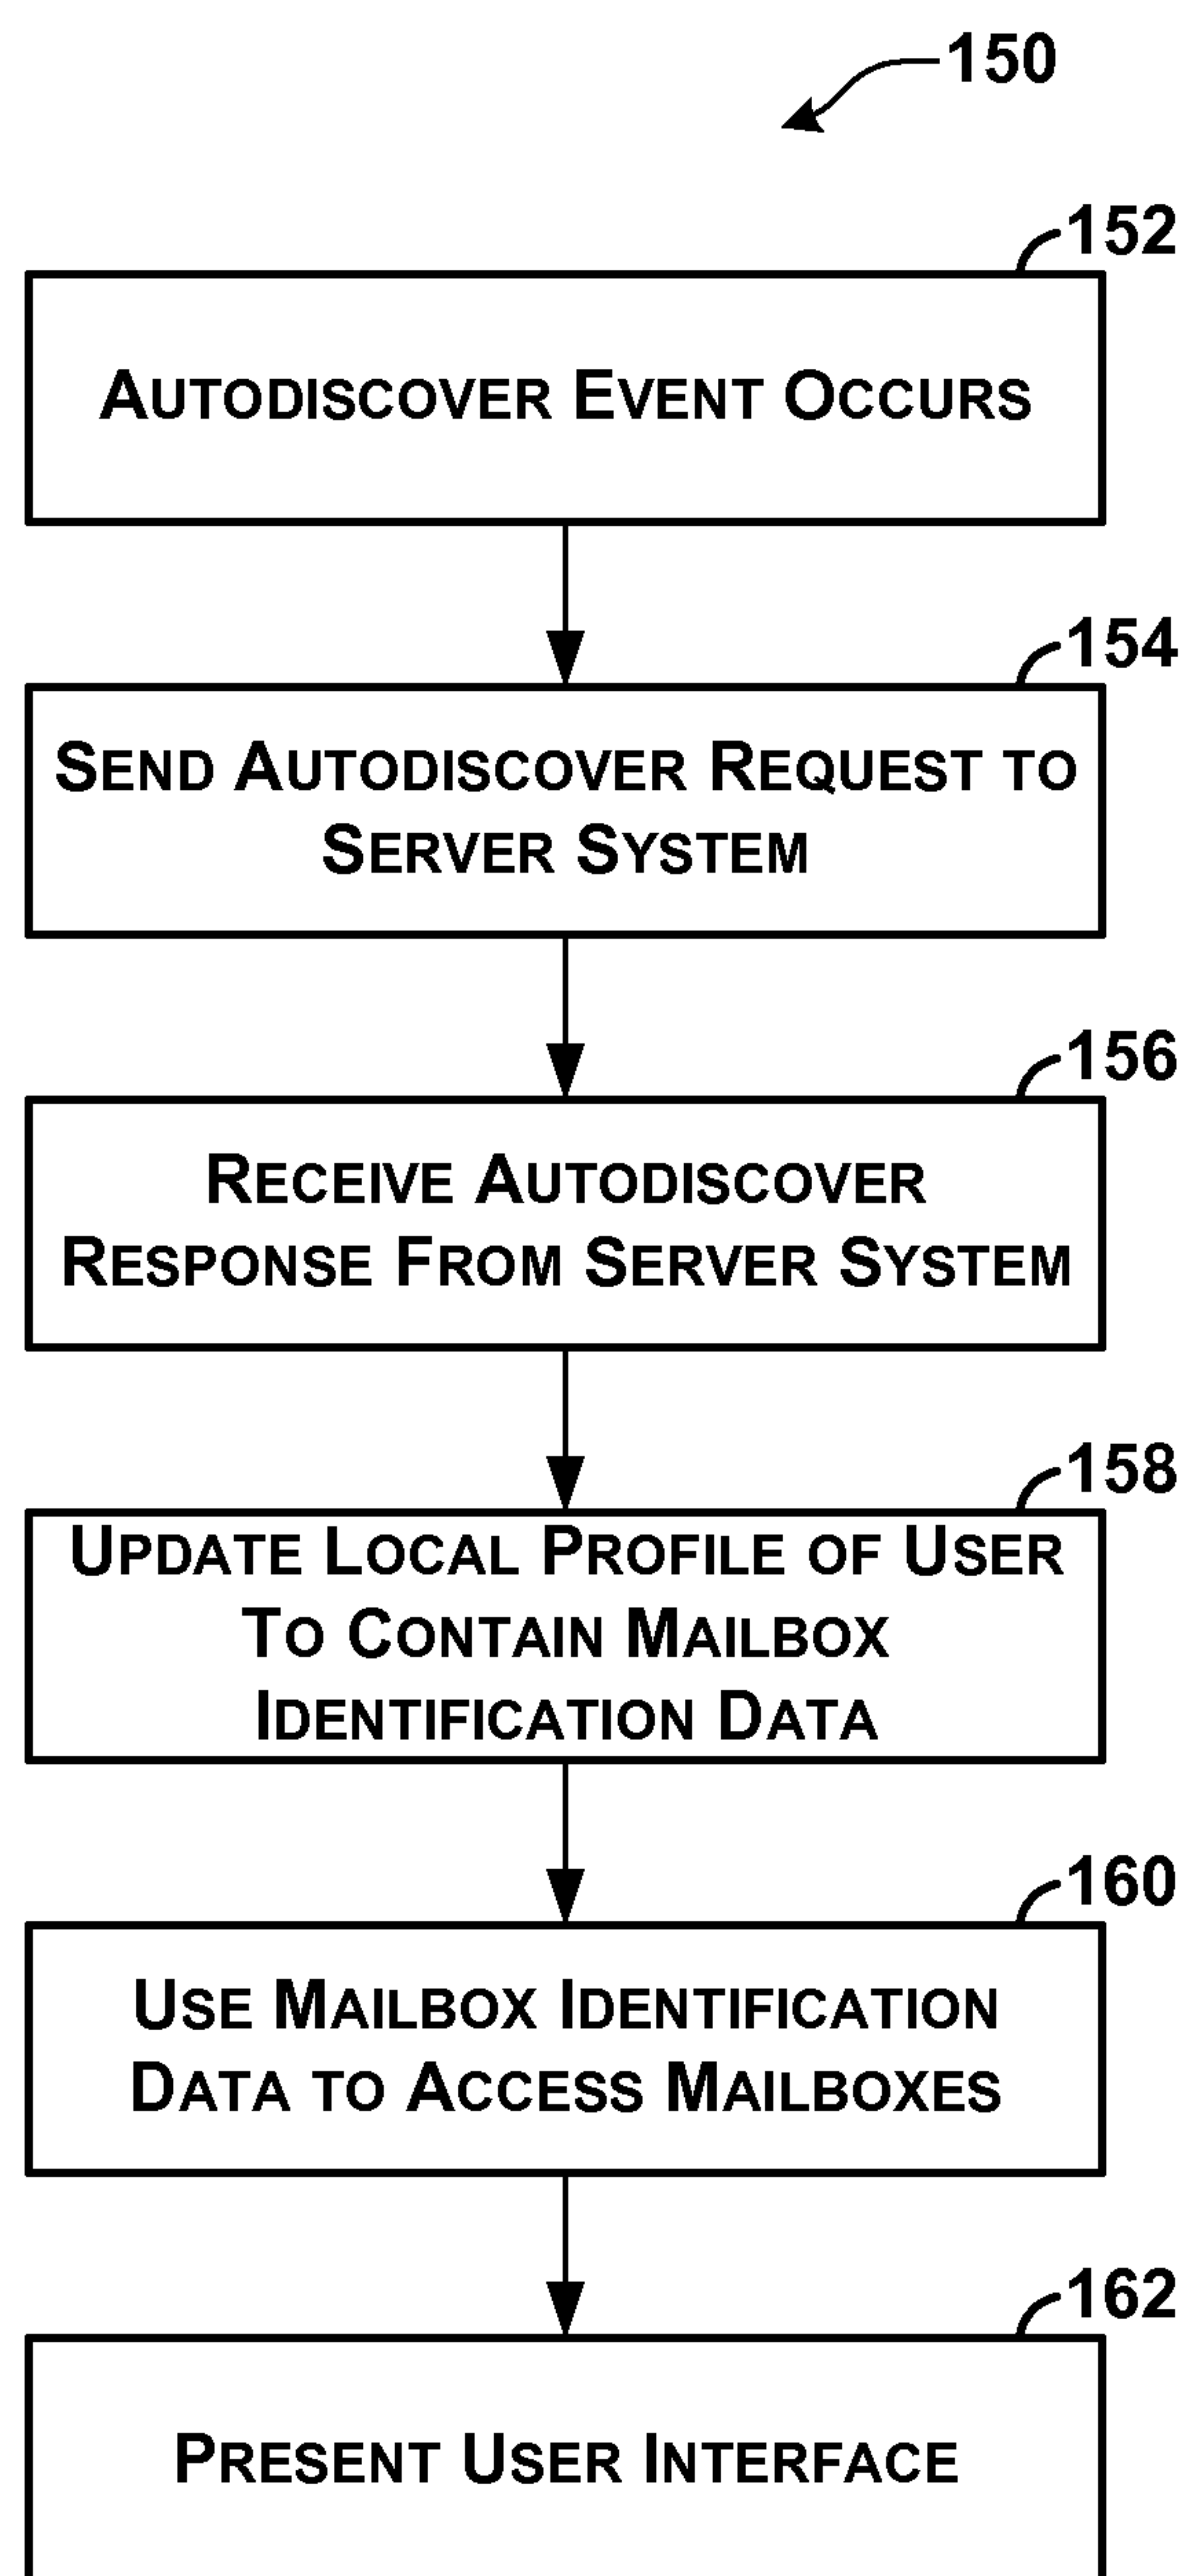 150
152
AUTODISCOVER EVENT OCCURS
154
SEND AUTODISCOVER REQUEST TO
SERVER SYSTEM
156
RECEIVE AUTODISCOVER
RESPONSE FROM SERVER SYSTEM
158
UPDATE LOCAL PROFILE OF USER
TO CONTAIN MAILBOX
IDENTIFICATION DATA
160
USE MAILBOX IDENTIFICATION
DATA TO ACCESS MAILBOXES
162
PRESENT USER INTERFACE